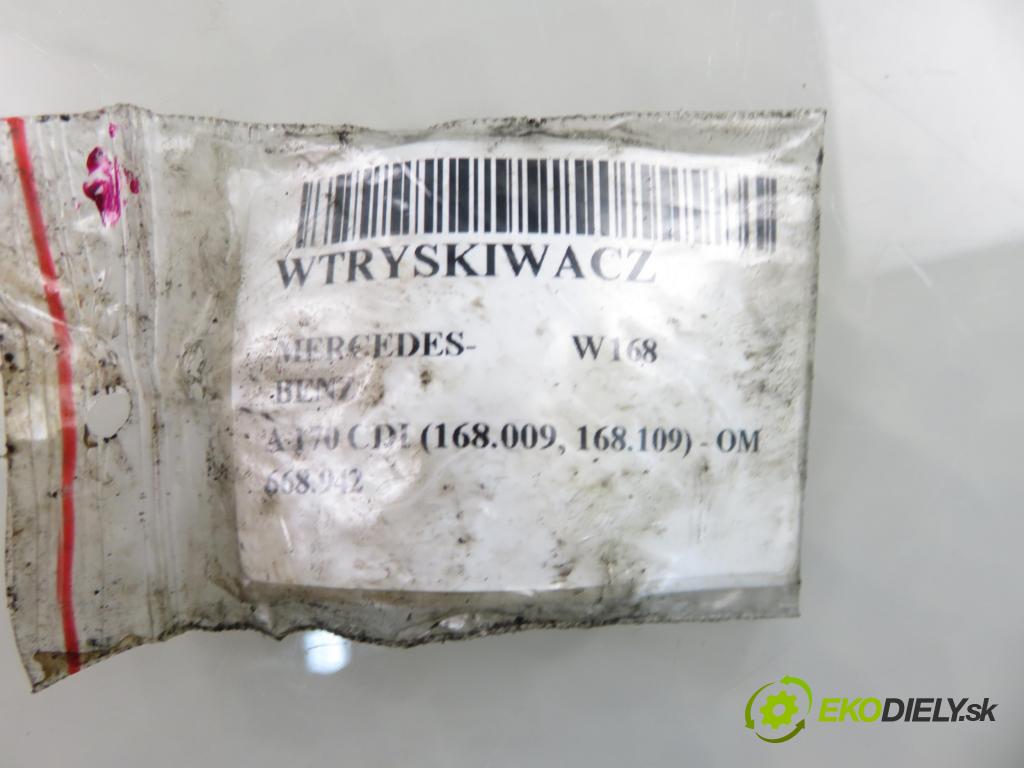 WTRYSKIWACZ
MERCEDES- W168
BENZ
A 170 CDI (168.009, 168.109) - OM
668.942
EKODIELY.sk